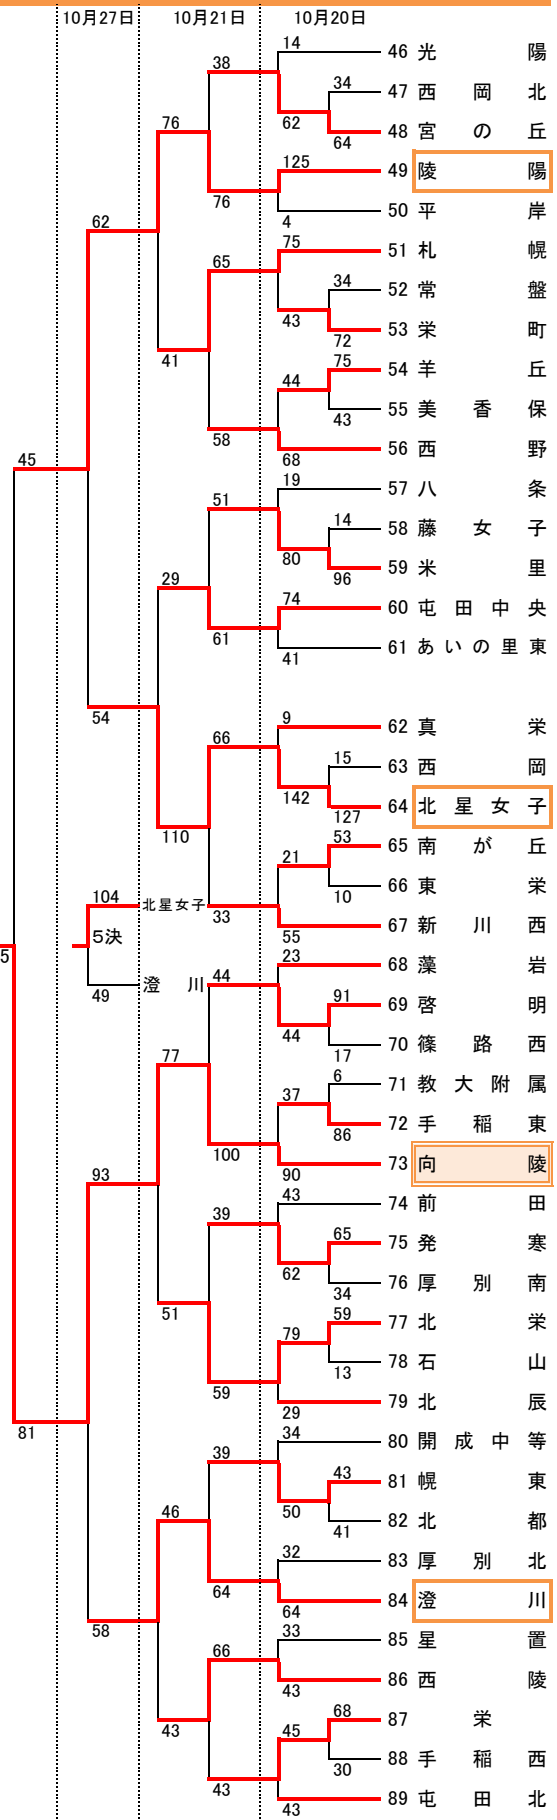 10月27日 10月21日 10月20日
14
38 46 光陽
34
47 西岡北
76 62
48 宮の丘
64
125
49 陵陽
76
50 平岸
62 4
75
51 札幌
65
34
52 常盤
43
53 栄町
41 72
75
54 羊丘
44
55 美香保
58 43
56 西野
45 68
19
57 八条
51
14
58 藤女子
80
29 59 米里
96
74
60 屯田中央
61
61 あいの里東
41
54
9
62 真栄
66
15
63 西岡
142
64 北星女子
110 127
53
65 南が丘
21
66 東栄
104 10
北星女子
33
67 新川西
5決 55
5 23
68 藻岩
49 澄川 44
91
69 啓明
44
70 篠路西
77 17
6
71 教大附属
37
72 手稲東
86
100
73 向陵
93 90
43
74 前田
39
65
75 発寒
62
76 厚別南
51 34
59
77 北栄
79
78 石山
13
59
79 北辰
81 29
34
80 開成中等
39
43
81 幌東
46 50
82 北都
41
32
83 厚別北
64
84 澄川
58 64
33
85 星置
66
86 西陵
43
68
87 栄
43 45
88 手稲西
30
43
89 屯田北
43